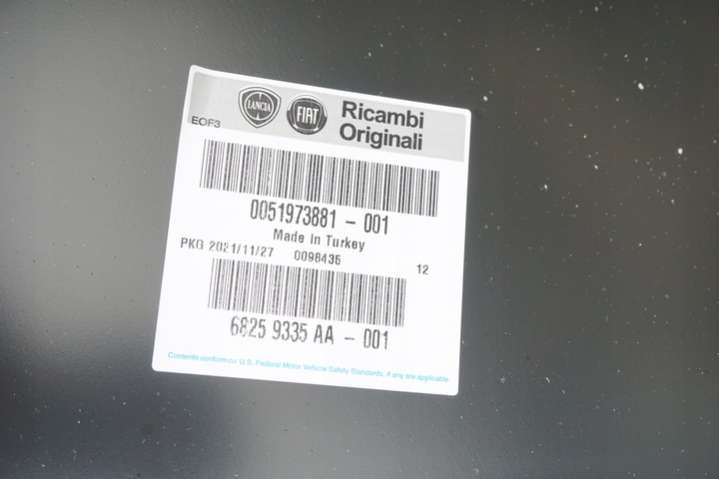 LANCIA FIAT Ricambi
Originali
EOF3
0051973881 - 001
Made In Turkey
PKG 2021/11/27 0098436 12
6825 9335 AA - 001
Contents conform to U.S. Federal Motor Vehicle Safety Standards, if any are applicable.